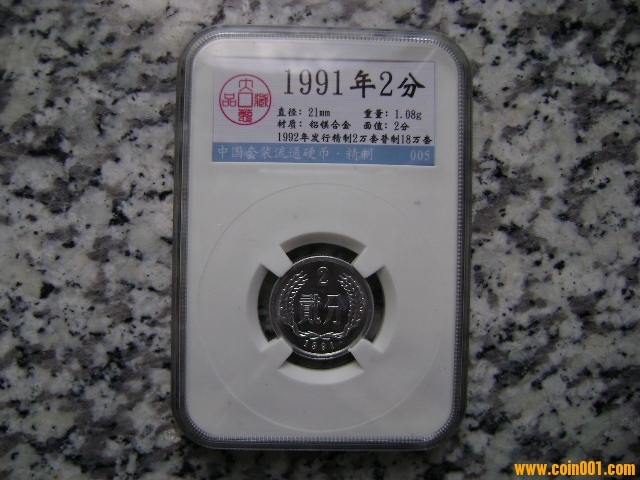 1991年2分
直径: 21mm 重量: 1.08g
材质: 铝镁合金 面值: 2分
1992年发行精制2万套普制18万套
中国套装流通硬币·精制 005
2
贰分
1991
www.coin001.com